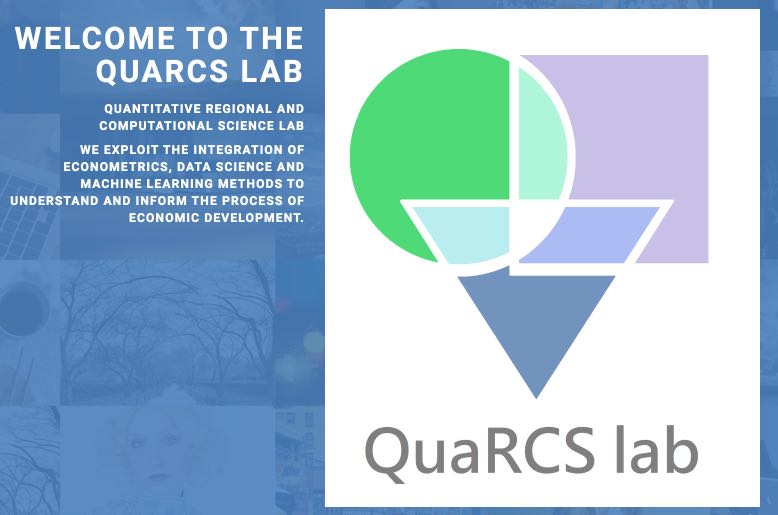 WELCOME TO THE
QUARCS LAB
QUANTITATIVE REGIONAL AND
COMPUTATIONAL SCIENCE LAB
WE EXPLOIT THE INTEGRATION OF
ECONOMETRICS, DATA SCIENCE AND
MACHINE LEARNING METHODS TO
UNDERSTAND AND INFORM THE PROCESS OF
ECONOMIC DEVELOPMENT.
QuaRCS lab